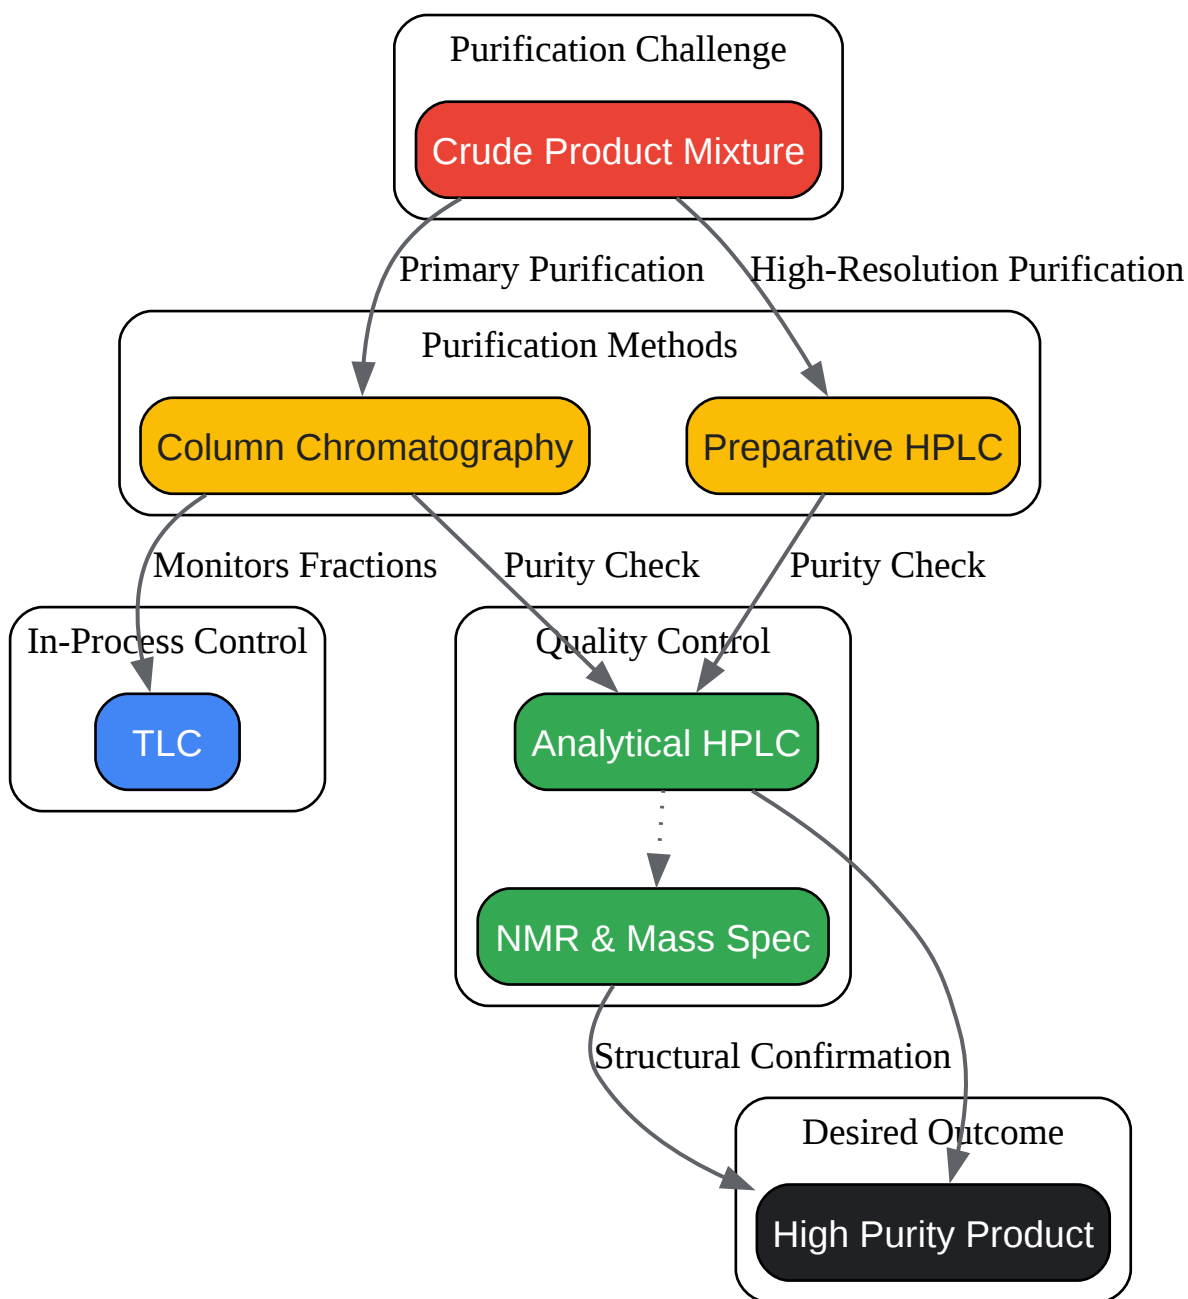 Purification Challenge
Crude Product Mixture
Primary Purification
High-Resolution Purification
Purification Methods
Column Chromatography
Preparative HPLC
Monitors Fractions
Purity Check
Purity Check
In-Process Control
Quality Control
TLC
Analytical HPLC
NMR & Mass Spec
Structural Confirmation
Desired Outcome
High Purity Product